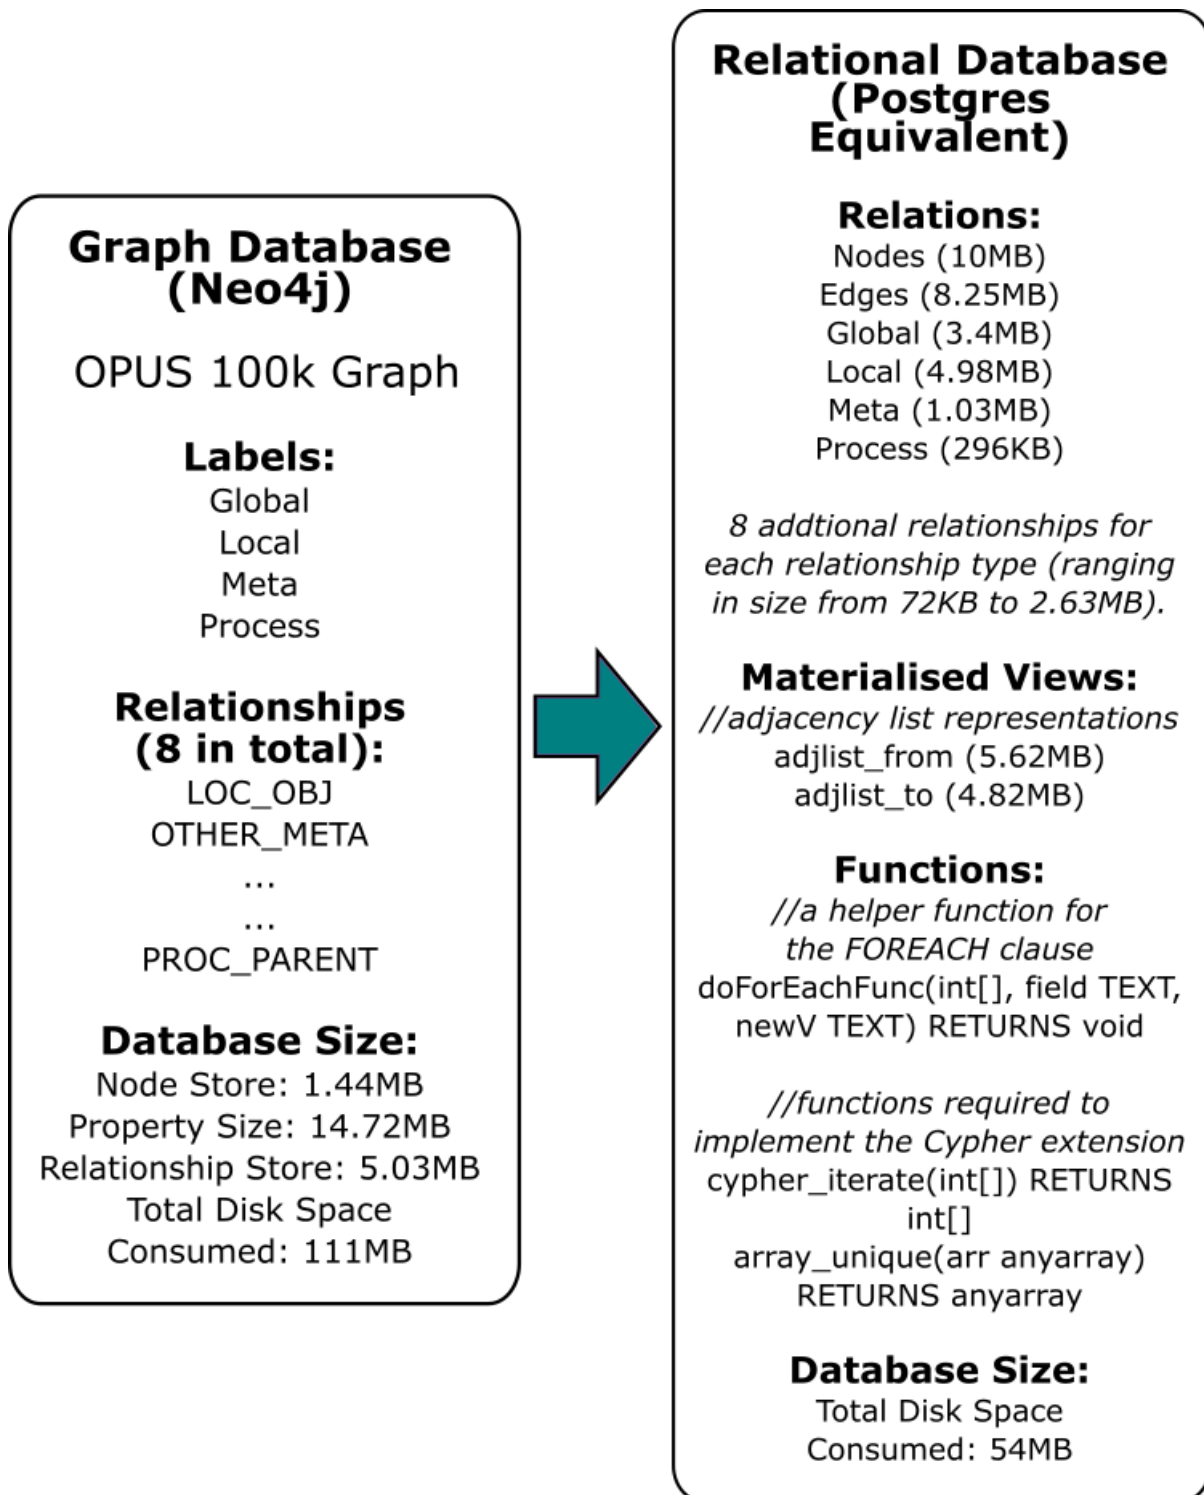 Graph Database
(Neo4j)
OPUS 100k Graph
Labels:
Global
Local
Meta
Process
Relationships
(8 in total):
LOC_OBJ
OTHER_META
...
...
PROC_PARENT
Database Size:
Node Store: 1.44MB
Property Size: 14.72MB
Relationship Store: 5.03MB
Total Disk Space
Consumed: 111MB
Relational Database
(Postgres
Equivalent)
Relations:
Nodes (10MB)
Edges (8.25MB)
Global (3.4MB)
Local (4.98MB)
Meta (1.03MB)
Process (296KB)
8 addtional relationships for
each relationship type (ranging
in size from 72KB to 2.63MB).
Materialised Views:
//adjacency list representations
adjlist_from (5.62MB)
adjlist_to (4.82MB)
Functions:
//a helper function for
the FOREACH clause
doForEachFunc(int[], field TEXT,
newV TEXT) RETURNS void
//functions required to
implement the Cypher extension
cypher_iterate(int[]) RETURNS
int[]
array_unique(arr anyarray)
RETURNS anyarray
Database Size:
Total Disk Space
Consumed: 54MB